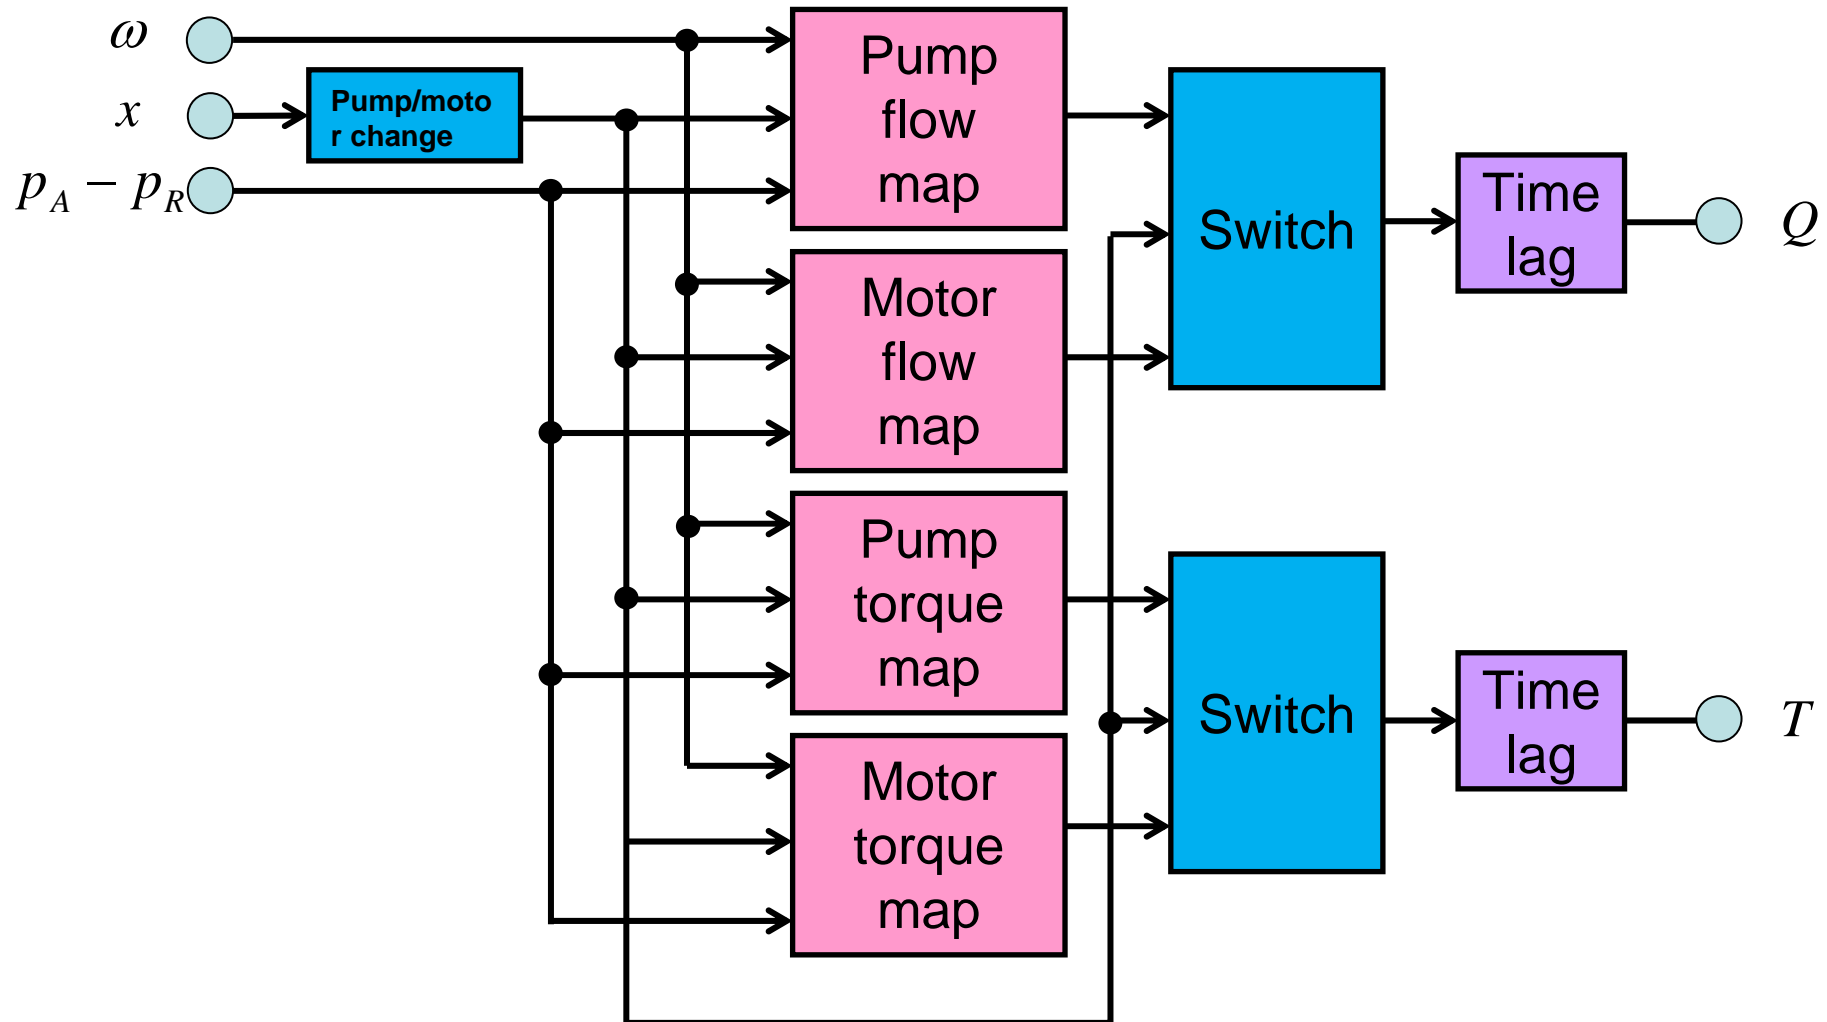 ω
x
p_A − p_R
Pump/moto
r change
Pump
flow
map
Motor
flow
map
Pump
torque
map
Motor
torque
map
Switch
Switch
Time
lag
Time
lag
Q
T